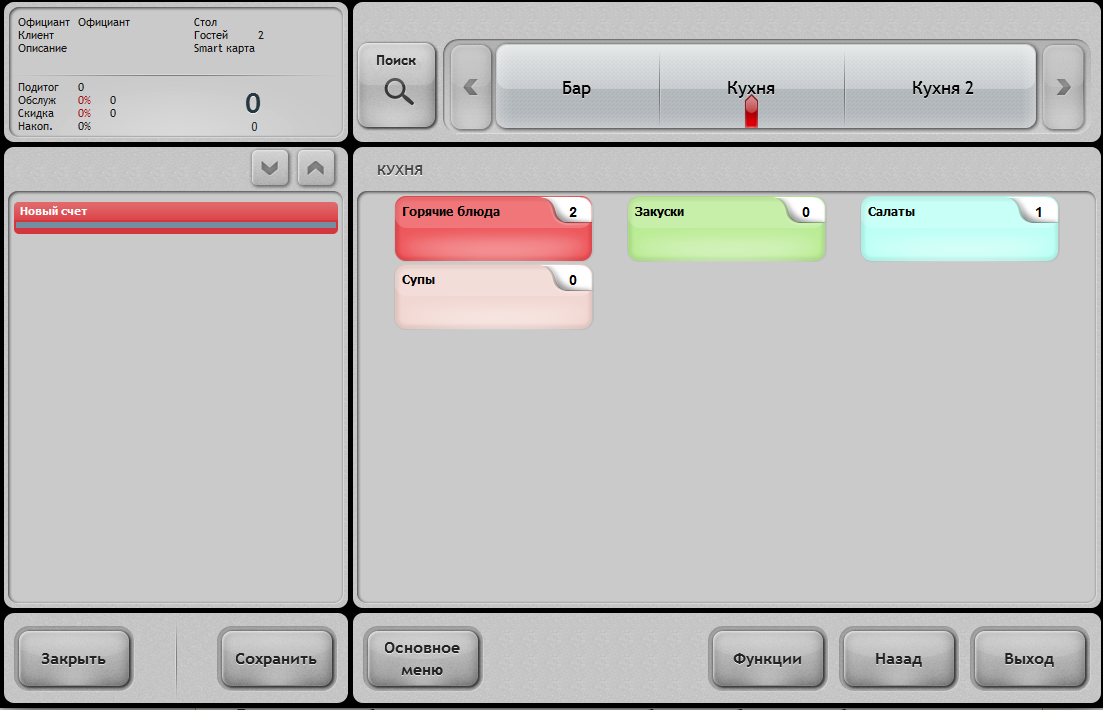 Официант Официант Стол
Клиент Гостей 2
Описание Smart карта
Подитог 0
Обслуж 0% 0
Скидка 0% 0
Накоп. 0%
0
0
Поиск
Бар Кухня Кухня 2
Новый счет
КУХНЯ
Горячие блюда 2 Закуски 0 Салаты 1
Супы 0
Закрыть Сохранить
Основное
меню
Функции Назад Выход